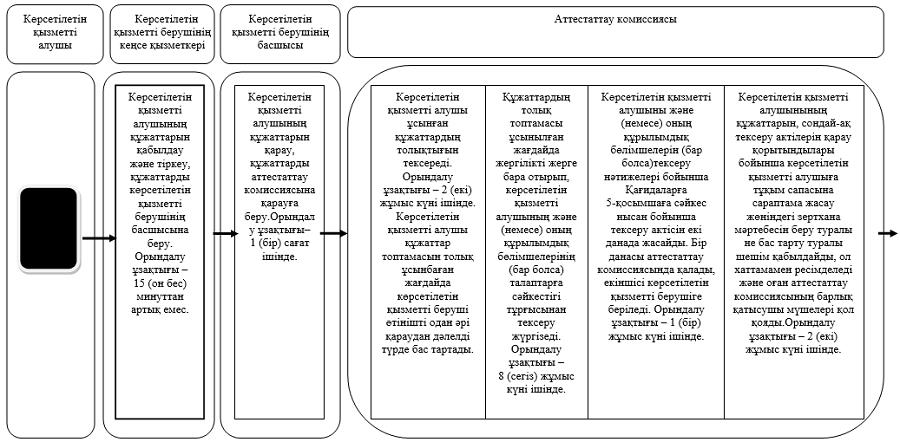 Көрсетілетін
қызметті
алушы
Көрсетілетін
қызметті берушінің
кеңсе қызметкері
Көрсетілетін
қызметті берушінің
басшысы
Аттестаттау комиссиясы
Көрсетілетін
қызметті
алушының
құжаттарын
қабылдау
және тіркеу,
құжаттарды
көрсетілетін
қызметті
берушінің
басшысына
беру.
Орындалу
ұзақтығы –
15 (он бес)
минуттан
артық емес.
Көрсетілетін
қызметті
алушының
құжаттарын
қарау,
құжаттарды
аттестаттау
комиссиясына
қарауға
беру.Орындал
у ұзақтығы–
1 (бір) сағат
ішінде.
Көрсетілетін
қызметті алушы
ұсынған
құжаттардың
толықтығын
тексереді.
Орындалу
ұзақтығы – 2 (екі)
жұмыс күні ішінде.
Көрсетілетін
қызметті алушы
құжаттар
топтамасын толық
ұсынбаған
жағдайда
көрсетілетін
қызметті беруші
өтінішті одан әрі
қараудан дәлелді
түрде бас тартады.
Құжаттардың
толық
топтамасы
ұсынылған
жағдайда
жергілікті жерге
бара отырып,
көрсетілетін
қызметті
алушының және
(немесе) оның
құрылымдық
бөлімшелерінің
(бар болса)
талаптарға
сәйкестігі
тұрғысынан
тексеру
жүргізеді.
Орындалу
ұзақтығы –
8 (сегіз) жұмыс
күні ішінде.
Көрсетілетін қызметті
алушыны және
(немесе) оның
құрылымдық
бөлімшелерін (бар
болса)тексеру
нәтижелері бойынша
Қағидаларға
5-қосымшаға сәйкес
нысан бойынша
тексеру актісін екі
данада жасайды. Бір
данасы аттестаттау
комиссиясында қалады,
екіншісі көрсетілетін
қызметті берушіге
беріледі. Орындалу
ұзақтығы – 1 (бір)
жұмыс күні ішінде.
Көрсетілетін қызметті
алушынының
құжаттарын, сондай-ақ
тексеру актілерін қарау
қорытындылары
бойынша көрсетілетін
қызметті алушыға
тұқым сапасына
сараптама жасау
жөніндегі зертхана
мәртебесін беру туралы
не бас тарту туралы
шешім қабылдайды, ол
хаттамамен ресімделеді
және оған аттестаттау
комиссиясының барлық
қатысушы мүшелері қол
қояды.Орындалу
ұзақтығы – 2 (екі)
жұмыс күні ішінде.